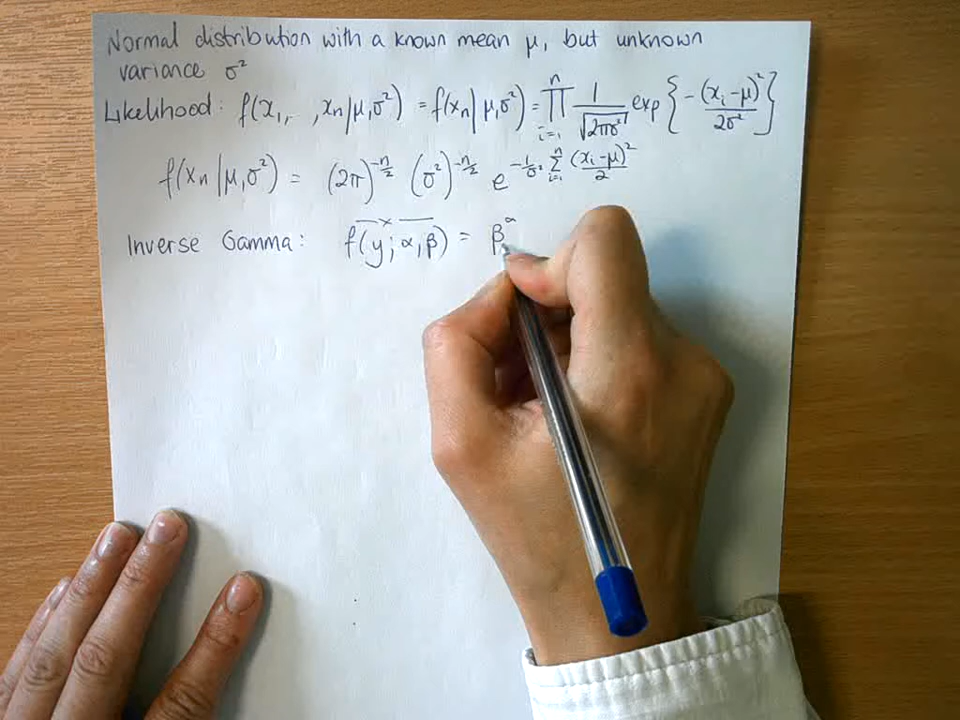 Normal distribution with a known mean μ, but unknown
variance σ²
Likelihood: f(x₁, , xₙ|μ,σ²) = f(xₙ|μ,σ²) = ∏ᵢ₌₁ⁿ 1/√(2πσ²) exp{-(xᵢ-μ)²/2σ²}
f(xₙ|μ,σ²) = (2π)^(-n/2) (σ²)^(-n/2) e^(-1/σ² ∑ᵢ₌₁ⁿ (xᵢ-μ)²/2)
Inverse Gamma: f(y; α, β) = β^α